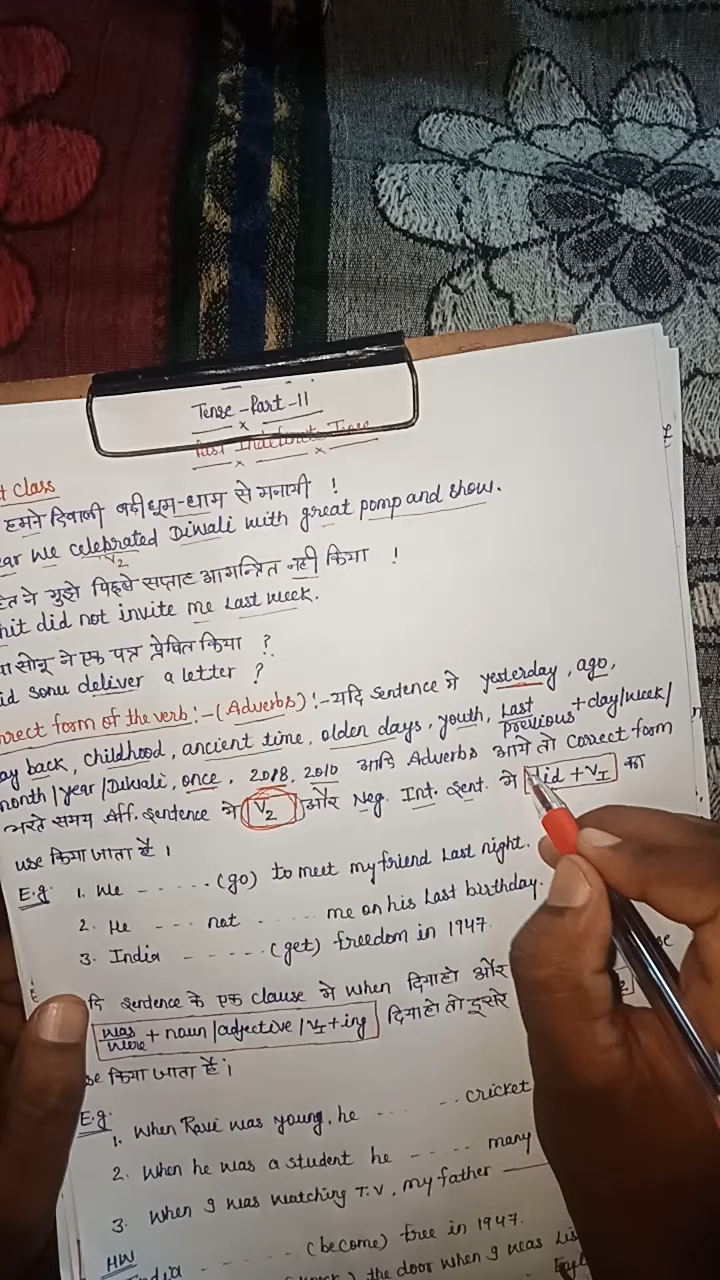 Tense-Part-II
Past Indefinite Tense
Class
हमने दिवाली बड़ी धूम-धाम से मनायी !
we celebrated Diwali with great pomp and show.
V2
ने मुझे पिछले सप्ताह आमन्त्रित नही किया !
did not invite me Last week.
सोनू ने एक पत्र प्रेषित किया ?
sonu deliver a letter ?
form of the verb:-(Adverbs):-यदि sentence मे yesterday, ago,
back, childhood, ancient time, olden days, youth, Last/Previous +day/week/
month/year/Diwali, once, 2018, 2010 आदि Adverbs आये तो correct form
भरते समय Aff. sentence मे V2 और Neg. Int. Sent. मे did + VI का
use किया जाता है।
E.g: 1. We ------ (go) to meet my friend Last night.
2. He --- not ---- me on his Last birthday.
3. India ------ (get) freedom in 1947.
sentence के एक clause मे when दिया हो और
was/were + noun/adjective/VI+ing दिया हो तो दूसरे
किया जाता है।
E.g:
1. When Ravi was young, he ------ cricket
2. When he was a student he ---- many
3. When I was watching T.V, my father ____
HW
------ (become) free in 1947.
the door when I was